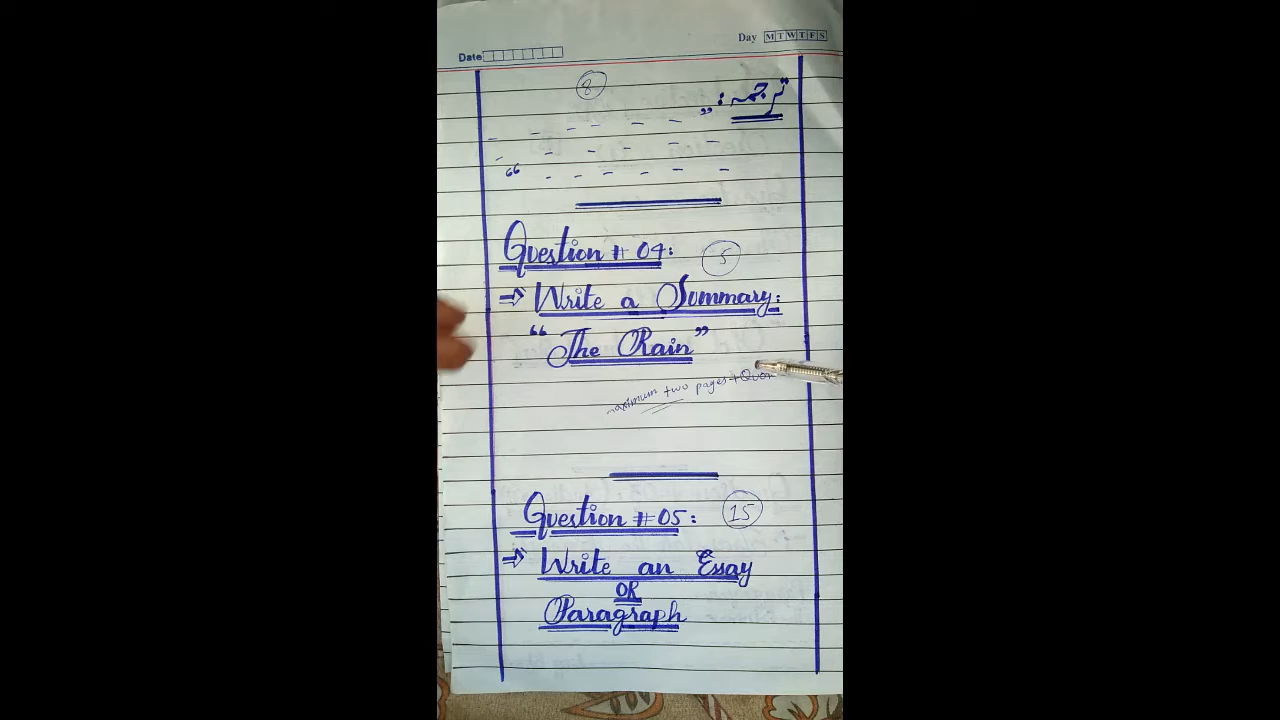 Day M T W T F S
Date
8
ترجمہ: "
"
Question # 04: 5
⇒ Write a Summary:
"The Rain"
maximum two pages +
Question # 05: 15
⇒ Write an Essay
OR
Paragraph